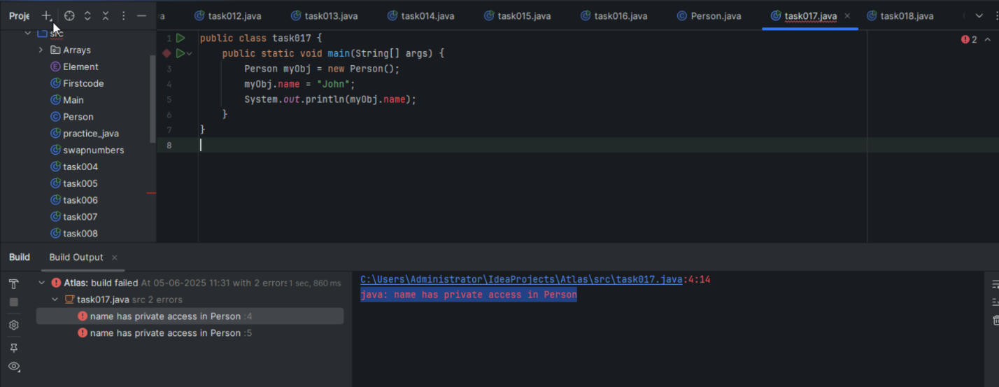 Proje
va
task012.java
task013.java
task014.java
task015.java
task016.java
Person.java
task017.java
task018.java
src
Arrays
Element
Firstcode
Main
Person
practice_java
swapnumbers
task004
task005
task006
task007
task008
1 public class task017 {
public static void main(String[] args) {
3 Person myObj = new Person();
4 myObj.name = "John";
5 System.out.println(myObj.name);
6 }
7 }
8
2
Build
Build Output
Atlas: build failed At 05-06-2025 11:31 with 2 errors 1 sec, 860 ms
task017.java src 2 errors
name has private access in Person :4
name has private access in Person :5
C:\Users\Administrator\IdeaProjects\Atlas\src\task017.java:4:14
java: name has private access in Person